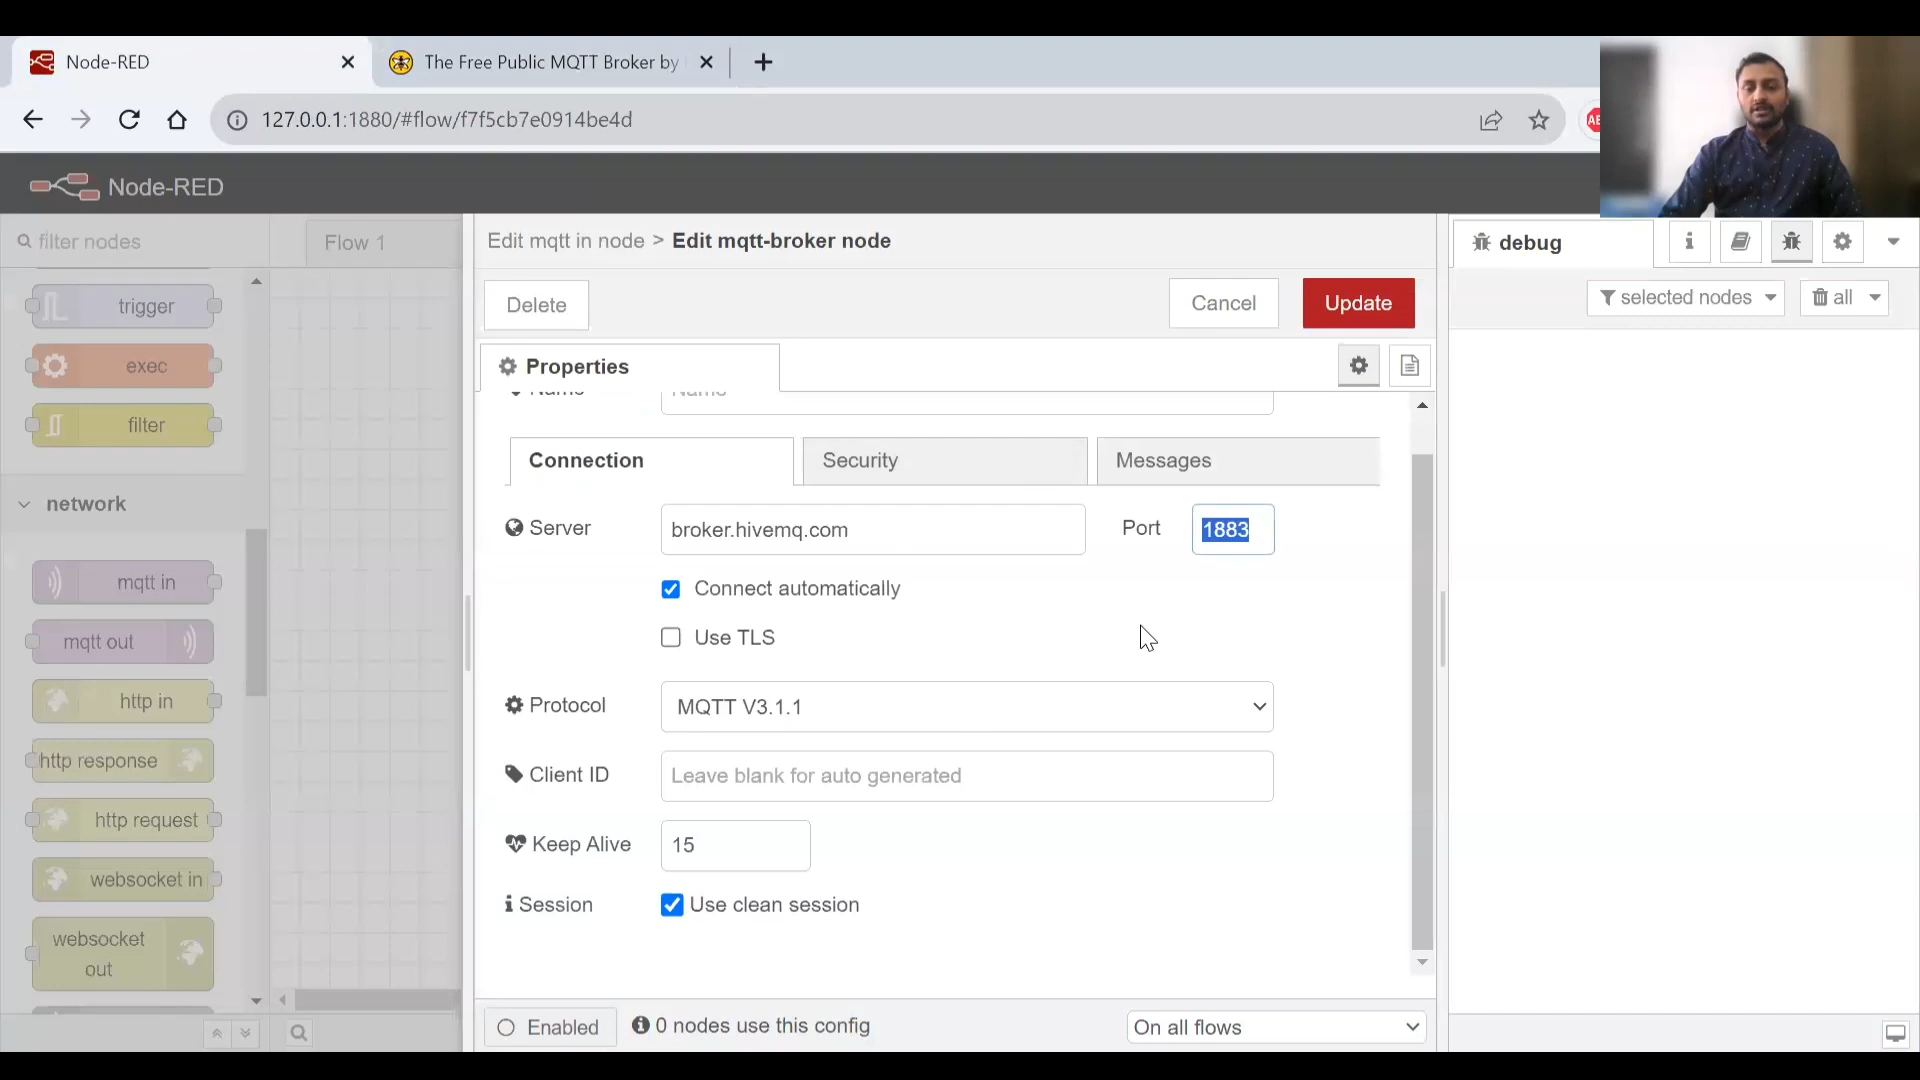 Node-RED
The Free Public MQTT Broker by
127.0.0.1:1880/#flow/f7f5cb7e0914be4d
Node-RED
filter nodes
Flow 1
Edit mqtt in node > Edit mqtt-broker node
debug
Delete
Cancel
Update
selected nodes
all
trigger
exec
filter
network
mqtt in
mqtt out
http in
http response
http request
websocket in
websocket
out
Properties
Name
Name
Connection
Security
Messages
Server
broker.hivemq.com
Port
1883
Connect automatically
Use TLS
Protocol
MQTT V3.1.1
Client ID
Leave blank for auto generated
Keep Alive
15
Session
Use clean session
Enabled
0 nodes use this config
On all flows